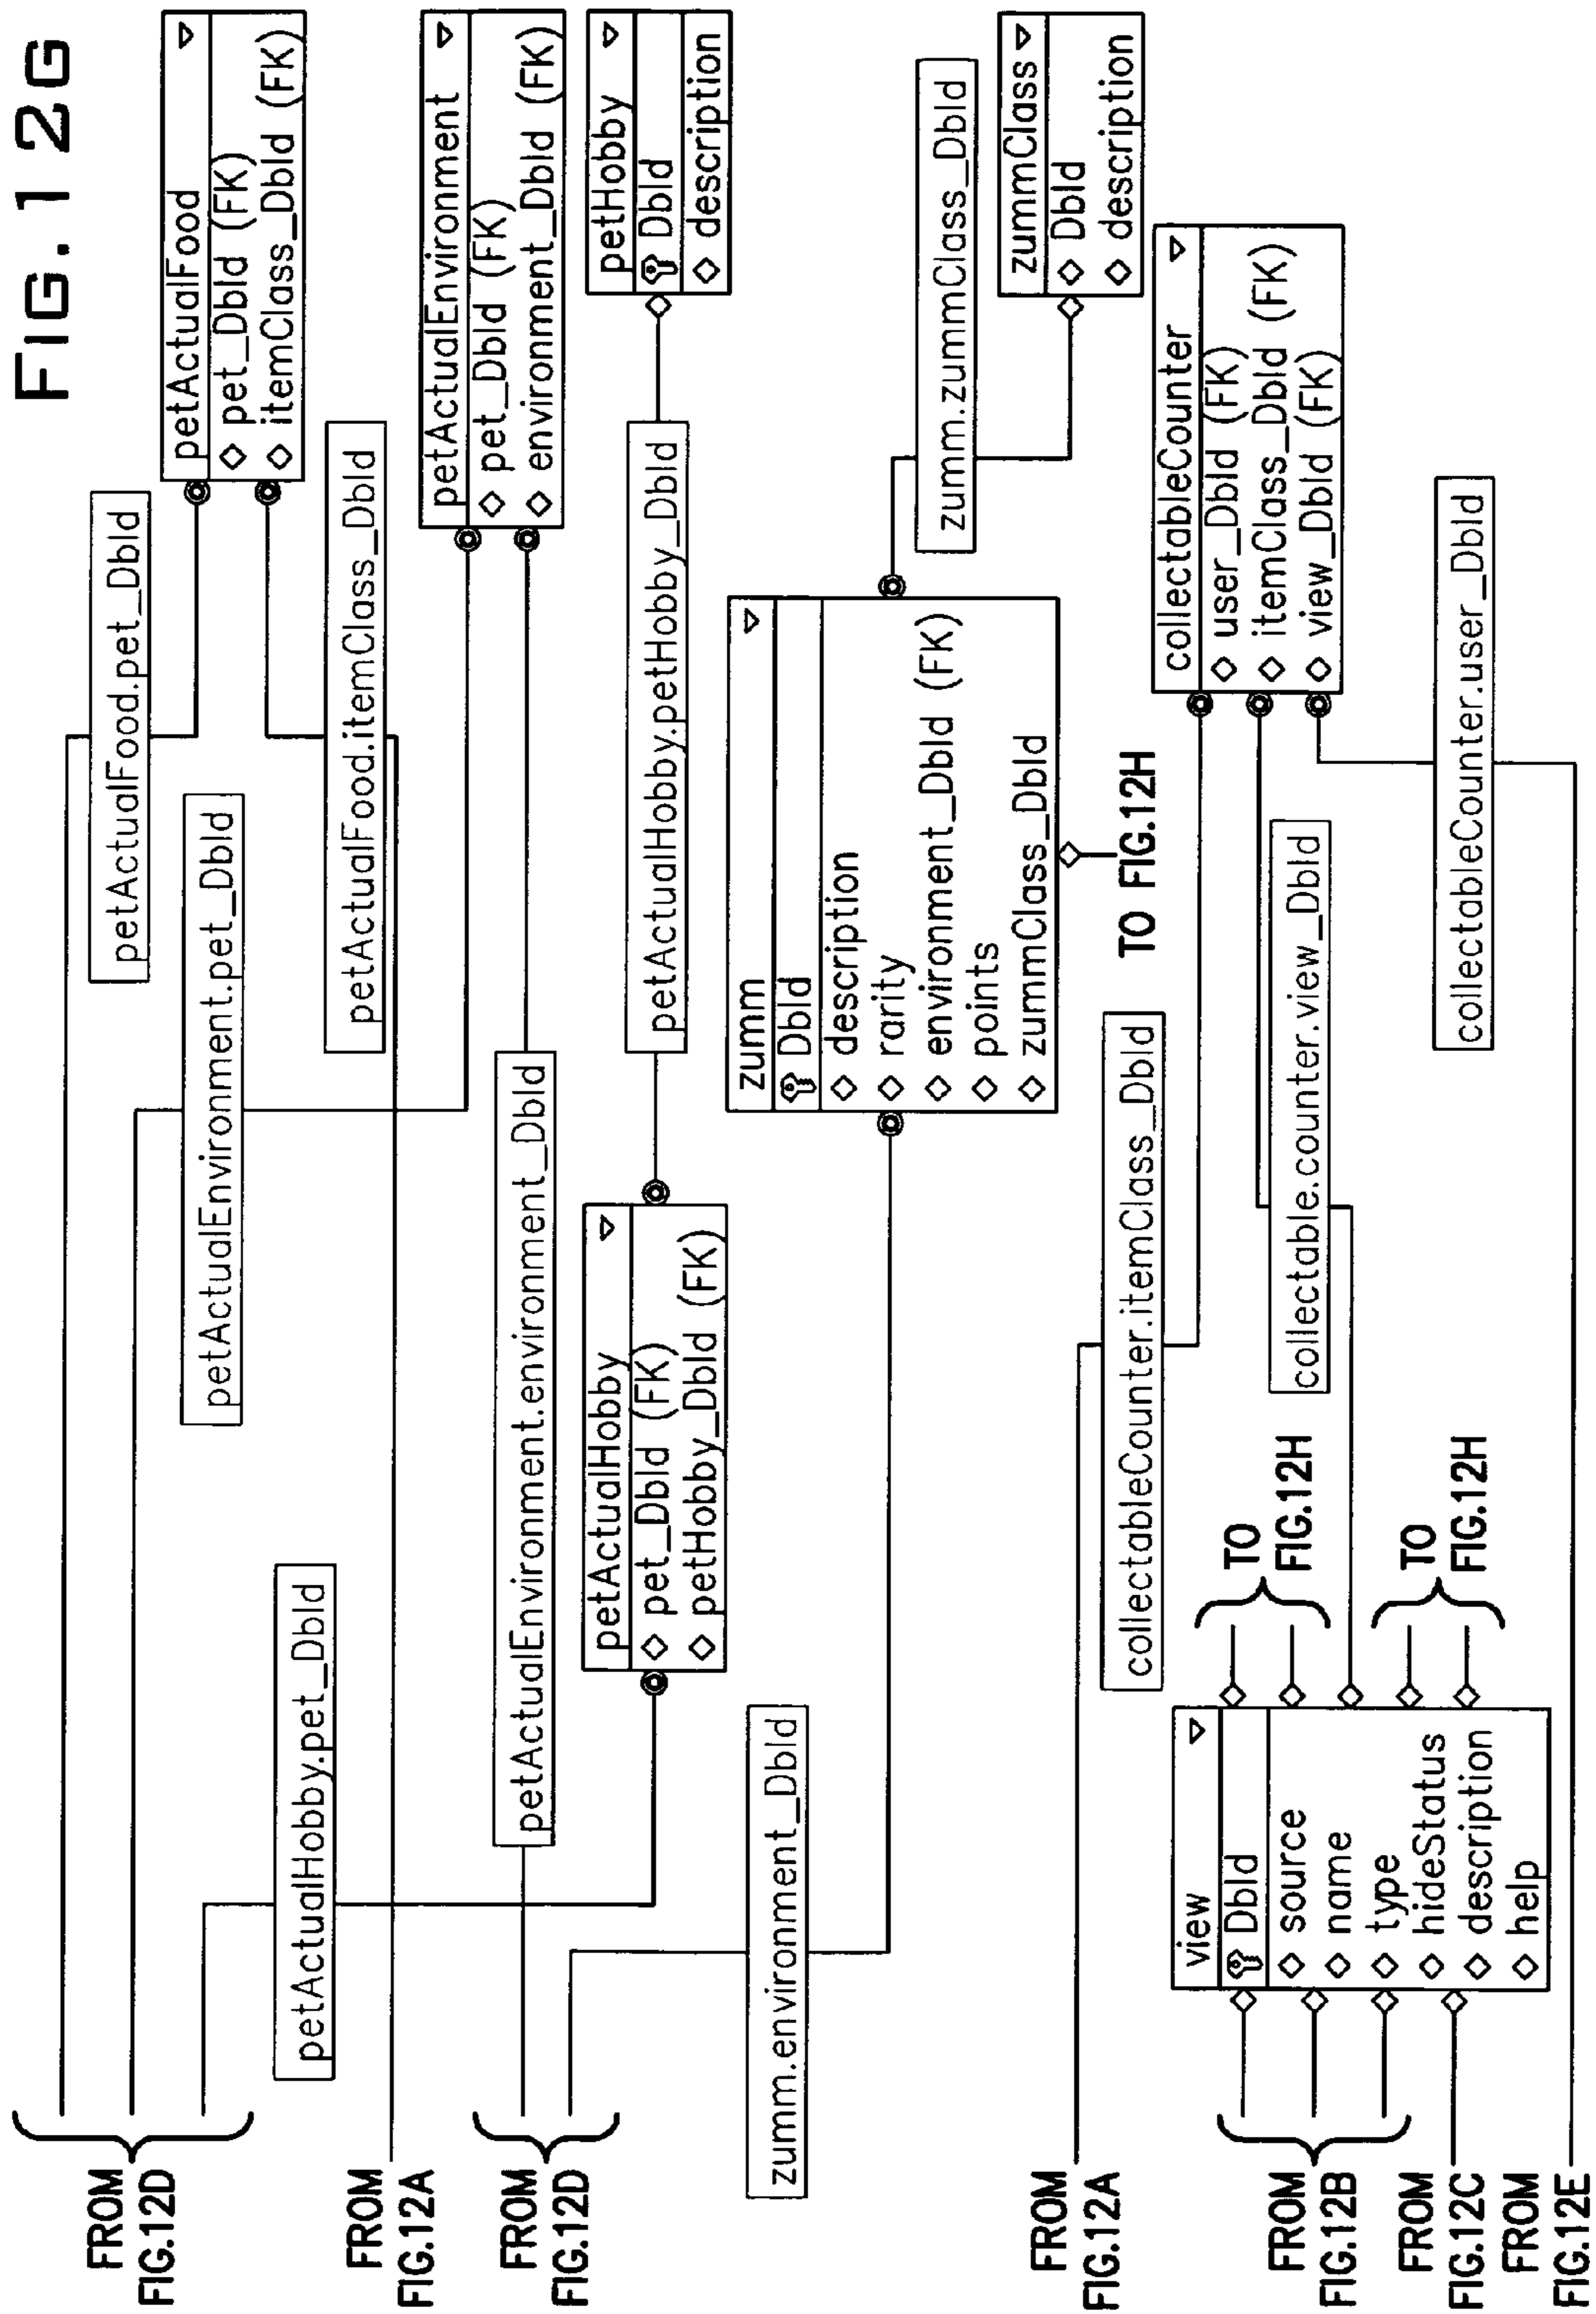 FIG.12G
FROM
FIG.12D
petActualFood.pet_DbId
petActualFood
pet_DbId (FK)
itemClass_DbId (FK)
petActualEnvironment.pet_DbId
petActualHobby.pet_DbId
petActualFood.itemClass_DbId
FROM
FIG.12A
petActualEnvironment
pet_DbId (FK)
environment_DbId (FK)
FROM
FIG.12D
petActualEnvironment.environment_DbId
petActualHobby
pet_DbId (FK)
petHobby_DbId (FK)
petActualHobby.petHobby_DbId
petHobby
DbId
description
zumm.environment_DbId
zumm
DbId
description
rarity
environment_DbId (FK)
points
zummClass_DbId
zumm.zummClass_DbId
zummClass
DbId
description
TO FIG.12H
FROM
FIG.12A
collectableCounter.itemClass_DbId
collectableCounter
user_DbId (FK)
itemClass_DbId (FK)
view_DbId (FK)
view
DbId
source
name
type
hideStatus
description
help
TO
FIG.12H
collectable.counter.view_DbId
FROM
FIG.12B
TO
FIG.12H
FROM
FIG.12C
collectableCounter.user_DbId
FROM
FIG.12E